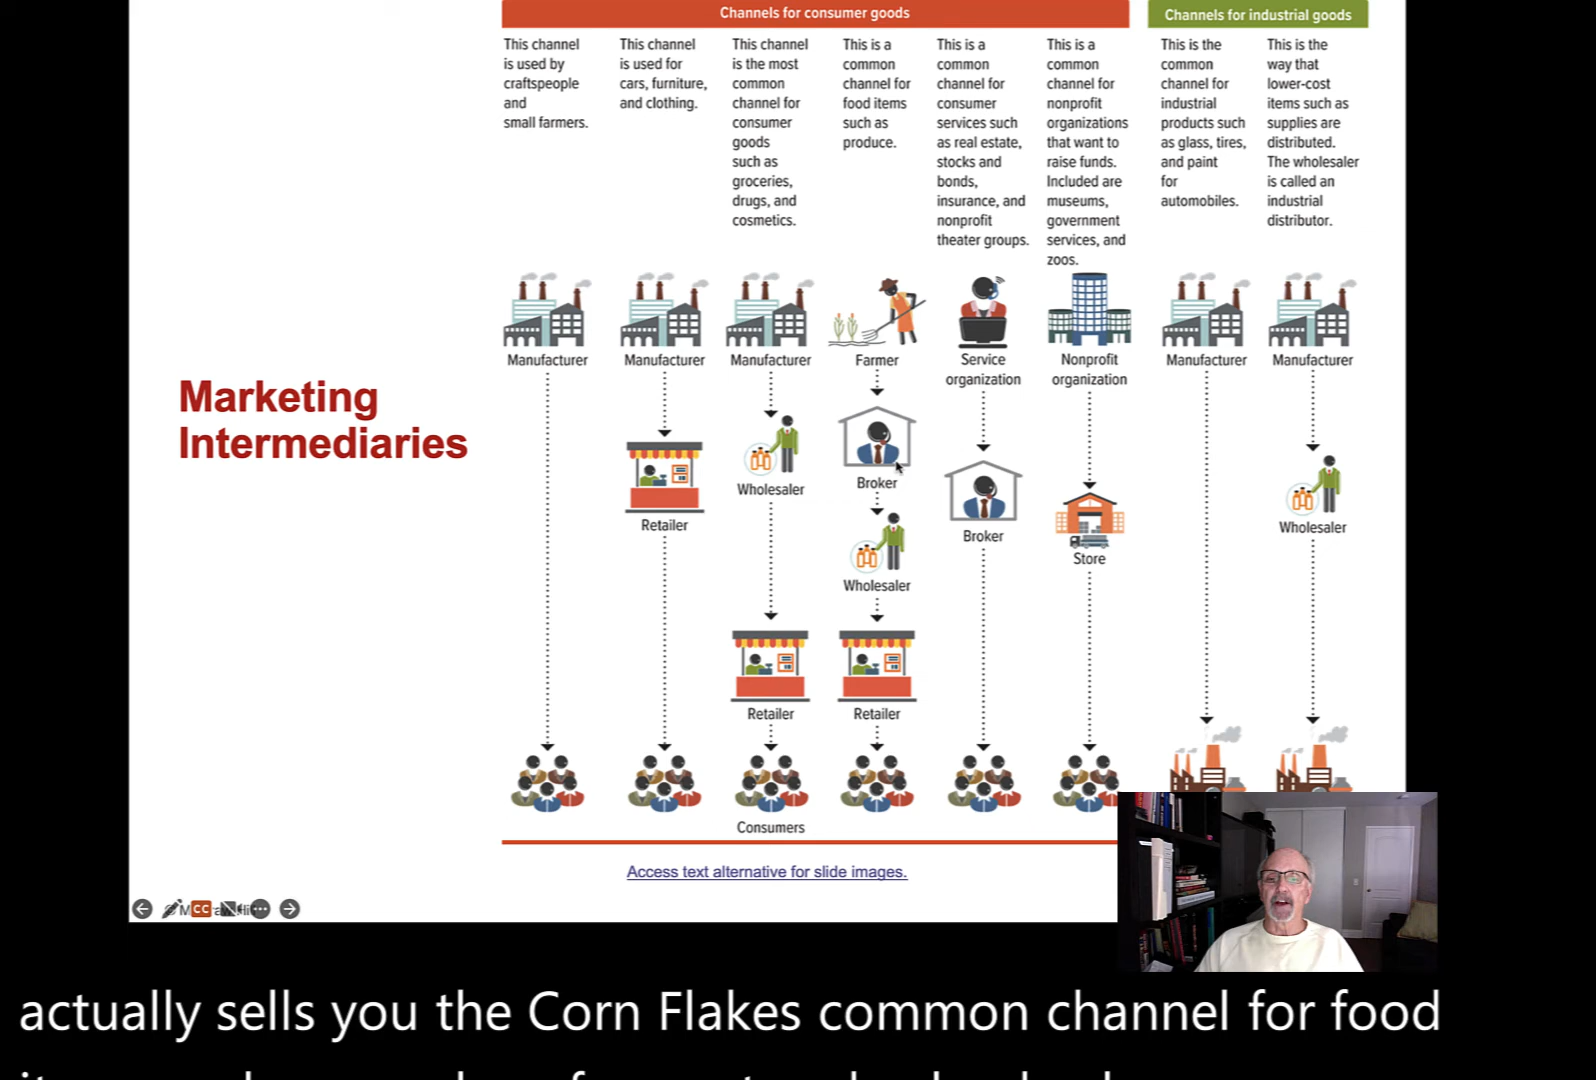 Channels for consumer goods
Channels for industrial goods
This channel
is used by
craftspeople
and
small farmers.
This channel
is used for
cars, furniture,
and clothing.
This channel
is the most
common
channel for
consumer
goods
such as
groceries,
drugs, and
cosmetics.
This is a
common
channel for
food items
such as
produce.
This is a
common
channel for
consumer
services such
as real estate,
stocks and
bonds,
insurance, and
nonprofit
theater groups.
This is a
common
channel for
nonprofit
organizations
that want to
raise funds.
Included are
museums,
government
services, and
zoos.
This is the
common
channel for
industrial
products such
as glass, tires,
and paint
for
automobiles.
This is the
way that
lower-cost
items such as
supplies are
distributed.
The wholesaler
is called an
industrial
distributor.
Marketing
Intermediaries
Manufacturer
Manufacturer
Manufacturer
Farmer
Service
organization
Nonprofit
organization
Manufacturer
Manufacturer
Retailer
Wholesaler
Broker
Wholesaler
Broker
Store
Wholesaler
Retailer
Retailer
Consumers
Access text alternative for slide images.
CC
actually sells you the Corn Flakes common channel for food